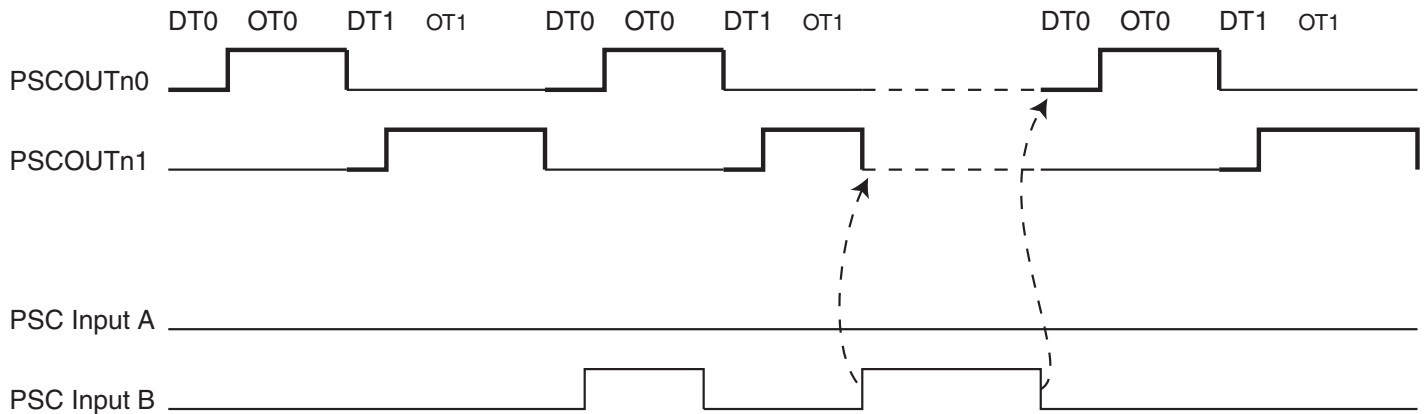 DT0 OT0 DT1 OT1 DT0 OT0 DT1 OT1 DT0 OT0 DT1 OT1
PSCOUTn0
PSCOUTn1
PSC Input A
PSC Input B